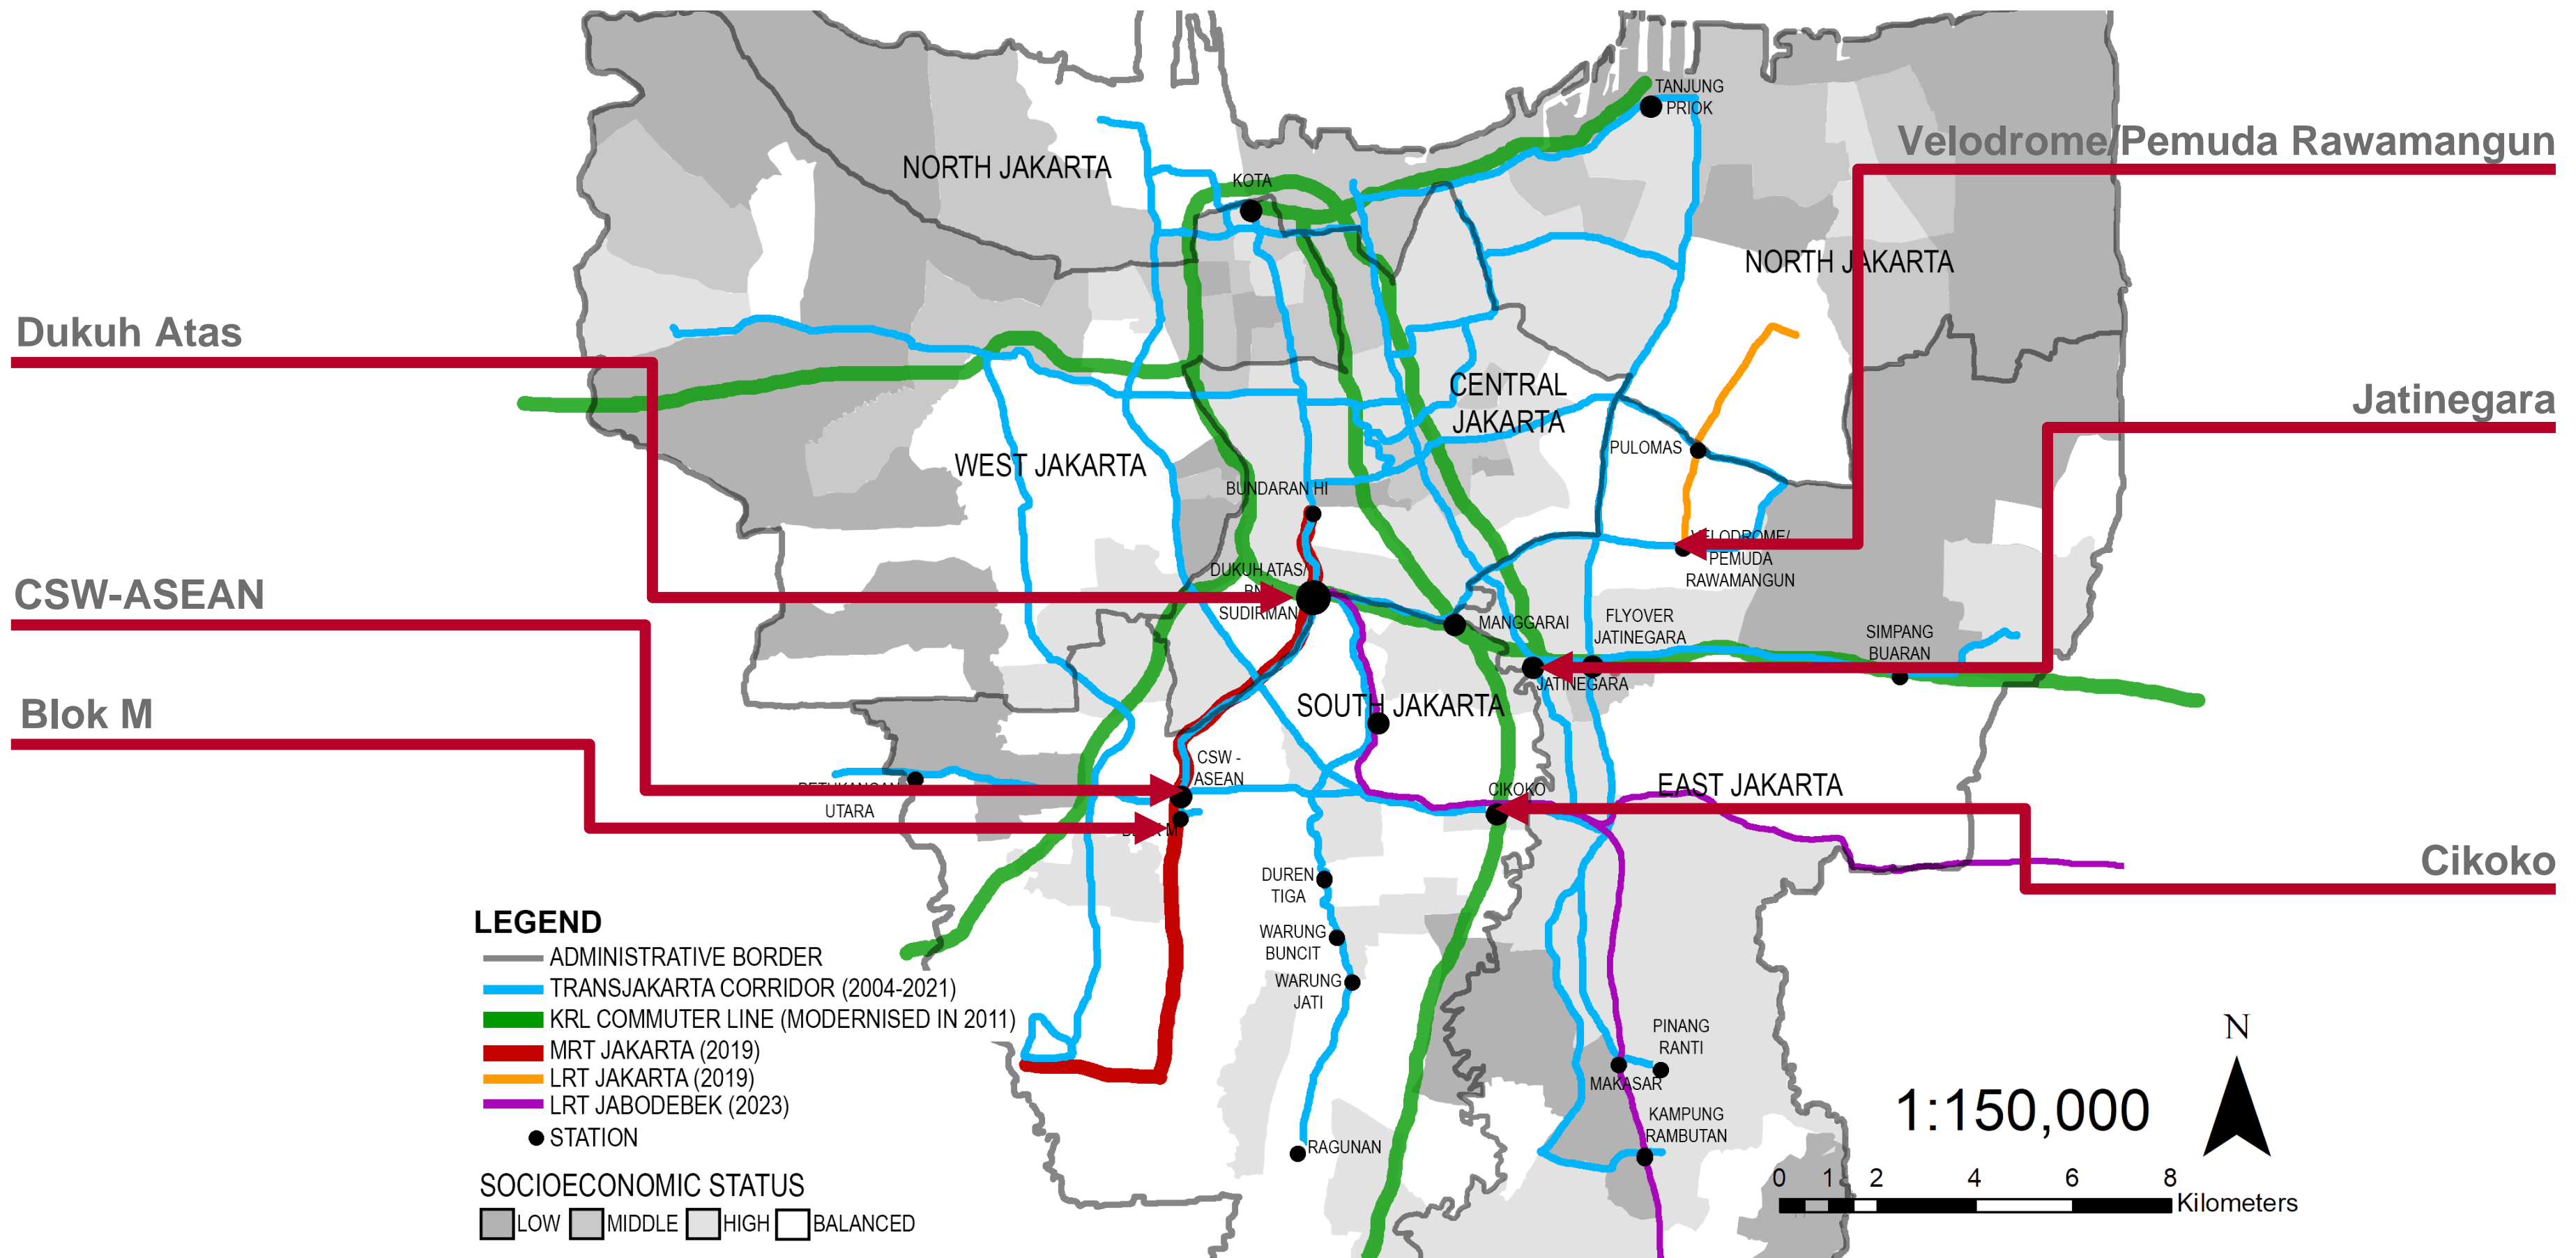 TANJUNG
PRIOK
Velodrome/Pemuda Rawamangun
NORTH JAKARTA
KOTA
NORTH JAKARTA
Dukuh Atas
CENTRAL
JAKARTA
Jatinegara
PULOMAS
WEST JAKARTA
BUNDARAN HI
VELODROME/
PEMUDA
RAWAMANGUN
DUKUH ATAS/
SUDIRMAN
CSW-ASEAN
MANGGARAI
FLYOVER
JATINEGARA
SIMPANG
BUARAN
JATINEGARA
SOUTH JAKARTA
Blok M
CSW -
ASEAN
EAST JAKARTA
CIKOKO
UTARA
Cikoko
DUREN
TIGA
WARUNG
BUNCIT
WARUNG
JATI
PINANG
RANTI
MAKASAR
KAMPUNG
RAMBUTAN
RAGUNAN
LEGEND
ADMINISTRATIVE BORDER
TRANSJAKARTA CORRIDOR (2004-2021)
KRL COMMUTER LINE (MODERNISED IN 2011)
MRT JAKARTA (2019)
LRT JAKARTA (2019)
LRT JABODEBEK (2023)
STATION
SOCIOECONOMIC STATUS
LOW MIDDLE HIGH BALANCED
N
1:150,000
0 1 2 4 6 8
Kilometers